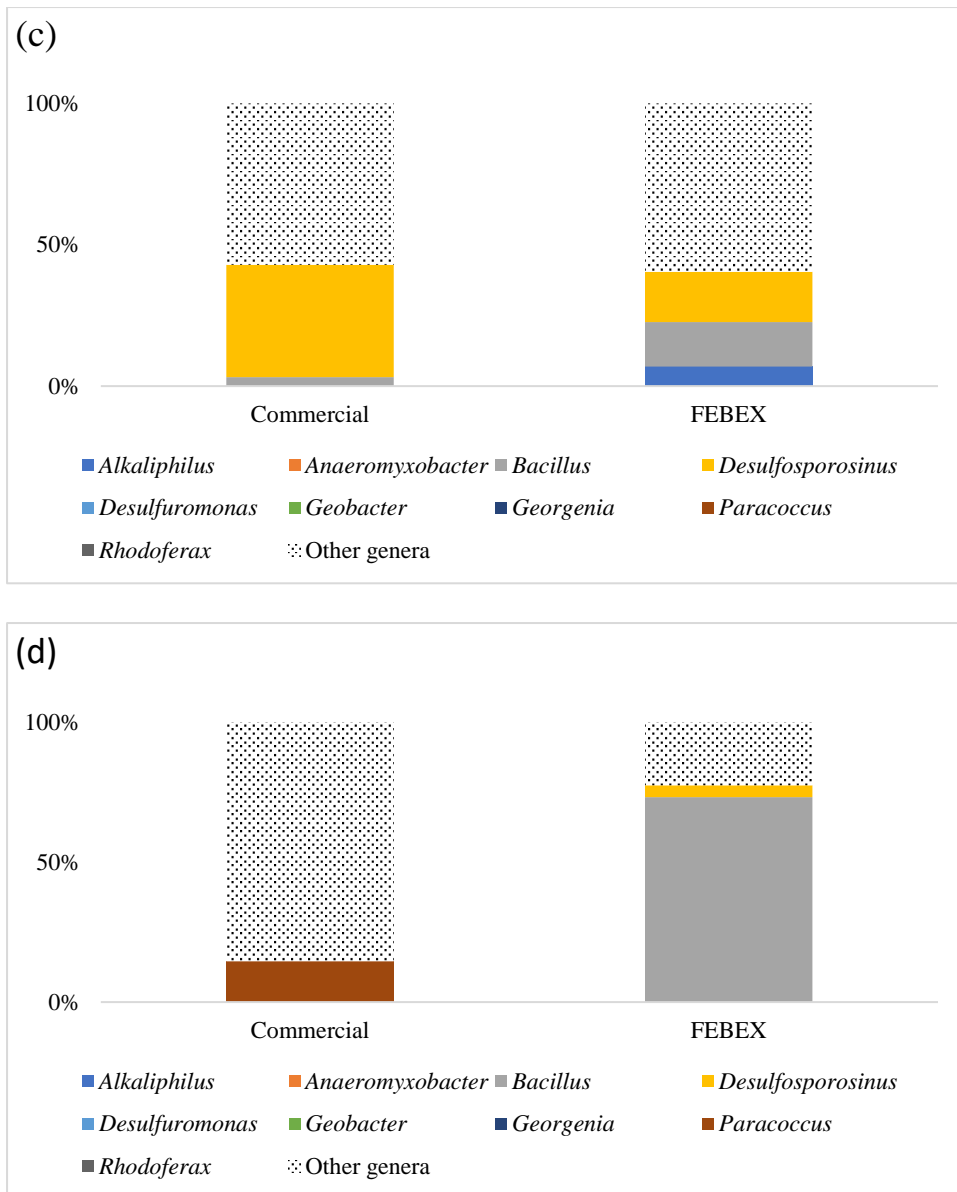 (c)
100%
50%
0%
Commercial FEBEX
Alkaliphilus Anaeromyxobacter Bacillus Desulfosporosinus
Desulfuromonas Geobacter Georgenia Paracoccus
Rhodoferax Other genera
(d)
100%
50%
0%
Commercial FEBEX
Alkaliphilus Anaeromyxobacter Bacillus Desulfosporosinus
Desulfuromonas Geobacter Georgenia Paracoccus
Rhodoferax Other genera